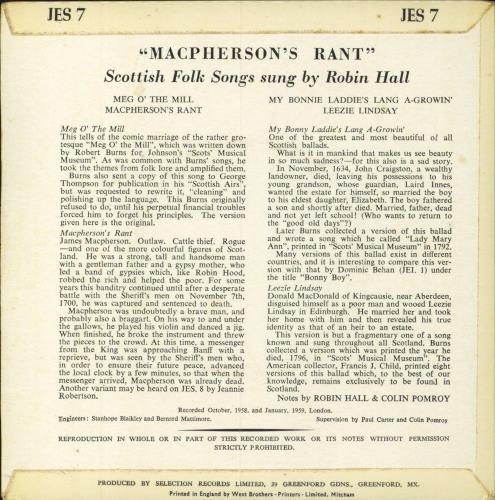 JES 7
JES 7
"MACPHERSON'S RANT"
Scottish Folk Songs sung by Robin Hall
MEG O' THE MILL
MACPHERSON'S RANT
MY BONNIE LADDIE'S LANG A-GROWIN'
LEEZIE LINDSAY
Meg O' The Mill
This tells of the comic marriage of the rather gro-
tesque "Meg O' the Mill", which was written down
by Robert Burns for Johnson's "Scots' Musical
Museum". As was common with Burns' songs, he
took the themes from folk lore and amplified them.
Burns also sent a copy of this song to George
Thompson for publication in his "Scottish Airs",
but was requested to rewrite it, "cleaning" and
polishing up the language. This Burns originally
refused to do, until his perpetual financial troubles
forced him to forget his principles. The version
given here is the original.
Macpherson's Rant
James Macpherson. Outlaw. Cattle thief. Rogue
—and one of the more colourful figures of Scot-
land. He was a strong, tall and handsome man
with a gentleman father and a gypsy mother, who
led a band of gypsies which, like Robin Hood,
robbed the rich and helped the poor. For some
years this banditry continued until after a desperate
battle with the Sheriff's men on November 7th,
1700, he was captured and sentenced to death.
Macpherson was undoubtedly a brave man, and
probably also a braggart. On his way to and under
the gallows, he played his violin and danced a jig.
When finished, he broke the instrument and threw
the pieces to the crowd. At this time, a messenger
from the King was approaching Banff with a
reprieve, but was seen by the Sheriff's men who,
in order to ensure their future peace, advanced
the local clock by a few minutes, so that when the
messenger arrived, Macpherson was already dead.
Another variant may be heard on JES. 8 by Jeannie
Robertson.
My Bonny Laddie's Lang A-Growin'
One of the greatest and most beautiful of all
Scottish ballads.
What is it in mankind that makes us see beauty
in so much sadness?—for this also is a sad story.
In November, 1634, John Craigston, a wealthy
landowner, died, leaving his possessions to his
young grandson, whose guardian, Laird Innes,
wanted the estate for himself, so married the boy
to his eldest daughter, Elizabeth. The boy fathered
a son and shortly after died. Married, father, dead
and not yet left school! (Who wants to return to
the "good old days"?)
Later Burns collected a version of this ballad
and wrote a song which he called "Lady Mary
Ann", printed in "Scots' Musical Museum" in 1792.
Many versions of this ballad exist in different
countries, and it is interesting to compare this ver-
sion with that by Dominic Behan (JEI. 1) under
the title "Bonny Boy".
Leezie Lindsay
Donald MacDonald of Kingcausie, near Aberdeen,
disguised himself as a poor man and wooed Leezie
Lindsay in Edinburgh. He married her and took
her home with him and then revealed his true
identity as that of an heir to an estate.
This version is but a fragmentary one of a song
known and sung throughout all Scotland. Burns
collected a version which was printed the year he
died, 1796, in "Scots' Musical Museum". The
American collector, Francis J. Child, printed eight
versions of this ballad which, to the best of our
knowledge, remains exclusively to be found in
Scotland.
Notes by ROBIN HALL & COLIN POMROY
Recorded October, 1958, and January, 1959, London.
Engineers: Stanhope Blaikley and Bernard Mattimore.
Supervision by Paul Carter and Colin Pomroy
REPRODUCTION IN WHOLE OR IN PART OF THIS RECORDED WORK OR ITS NOTES WITHOUT PERMISSION
STRICTLY PROHIBITED.
PRODUCED BY SELECTION RECORDS LIMITED, 39 GREENFORD GDNS., GREENFORD, MX.
Printed in England by West Brothers - Printers - Limited, Mitcham